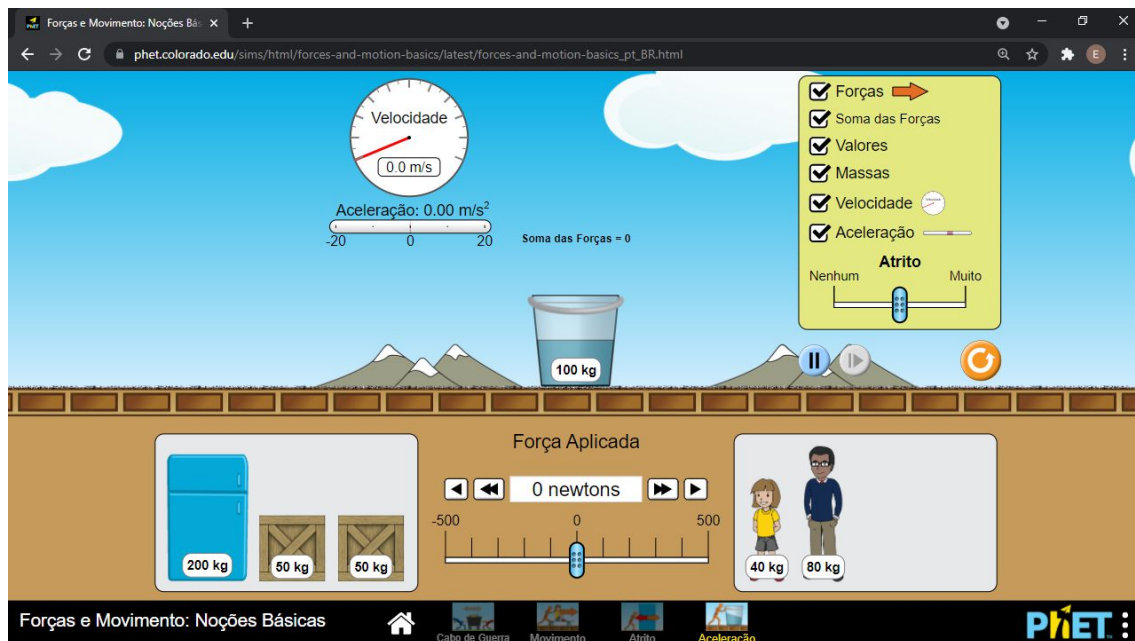 Forças e Movimento: Noções Bás
phet.colorado.edu/sims/html/forces-and-motion-basics/latest/forces-and-motion-basics_pt_BR.html
E
Velocidade
0.0 m/s
Aceleração: 0.00 m/s²
-20 0 20
Soma das Forças = 0
Forças
Soma das Forças
Valores
Massas
Velocidade
Aceleração
Atrito
Nenhum Muito
100 kg
Força Aplicada
0 newtons
-500 0 500
200 kg
50 kg
50 kg
40 kg
80 kg
Forças e Movimento: Noções Básicas
Cabo de Guerra
Movimento
Atrito
Aceleração
PhET